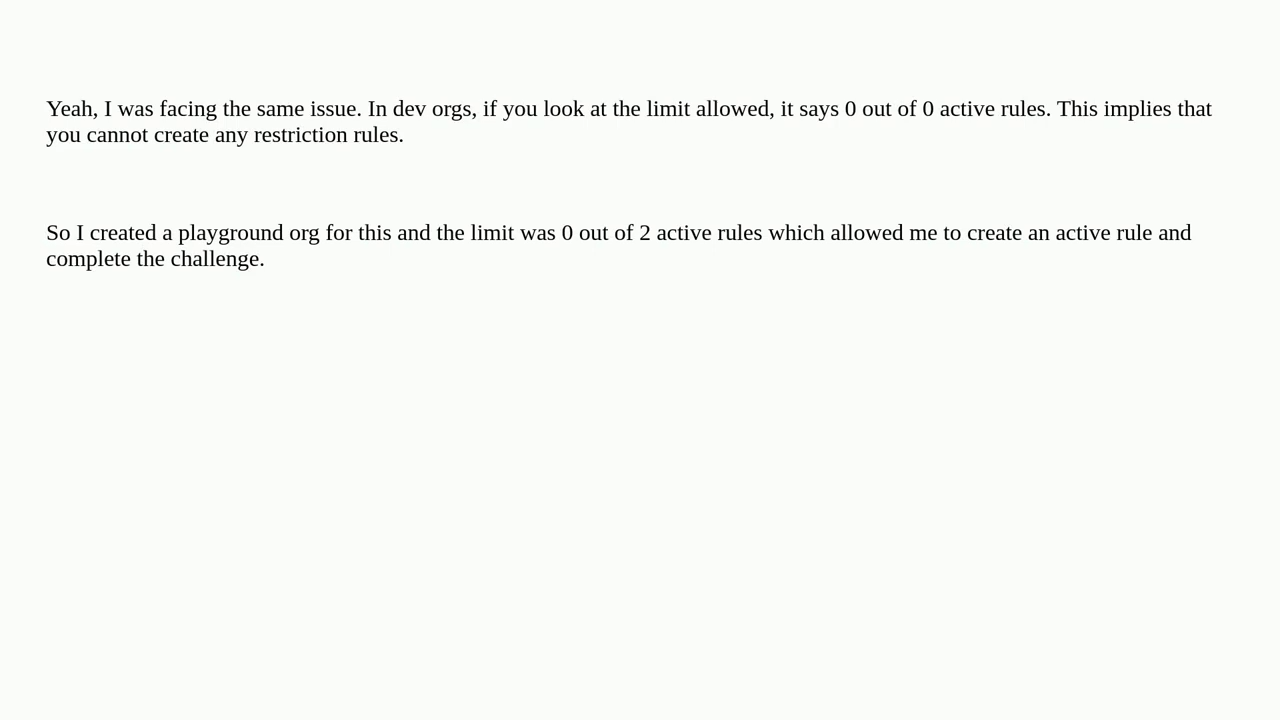 Yeah, I was facing the same issue. In dev orgs, if you look at the limit allowed, it says 0 out of 0 active rules. This implies that
you cannot create any restriction rules.
So I created a playground org for this and the limit was 0 out of 2 active rules which allowed me to create an active rule and
complete the challenge.